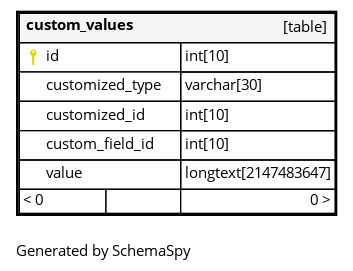 custom_values [table]
id int[10]
customized_type varchar[30]
customized_id int[10]
custom_field_id int[10]
value longtext[2147483647]
< 0 0 >
Generated by SchemaSpy